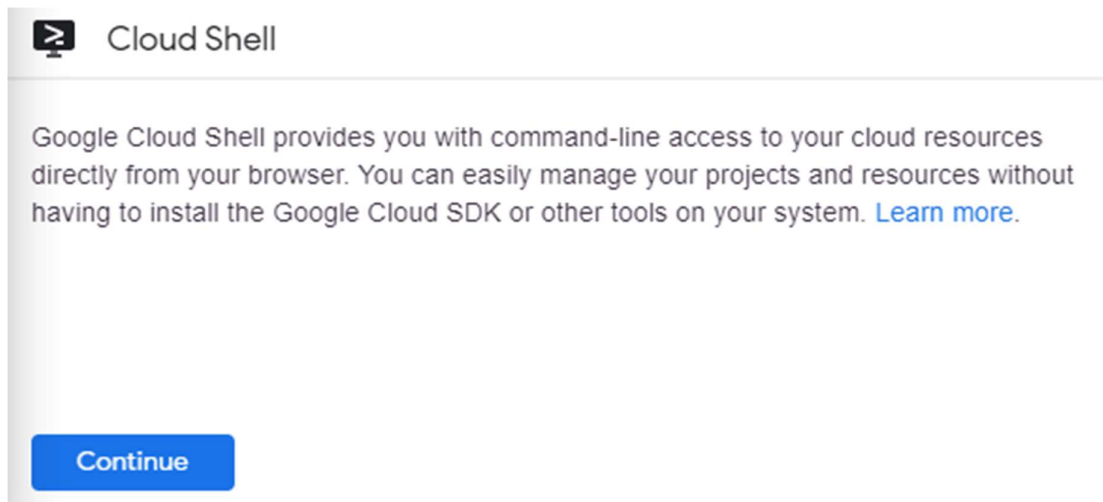 Cloud Shell
Google Cloud Shell provides you with command-line access to your cloud resources
directly from your browser. You can easily manage your projects and resources without
having to install the Google Cloud SDK or other tools on your system. Learn more.
Continue